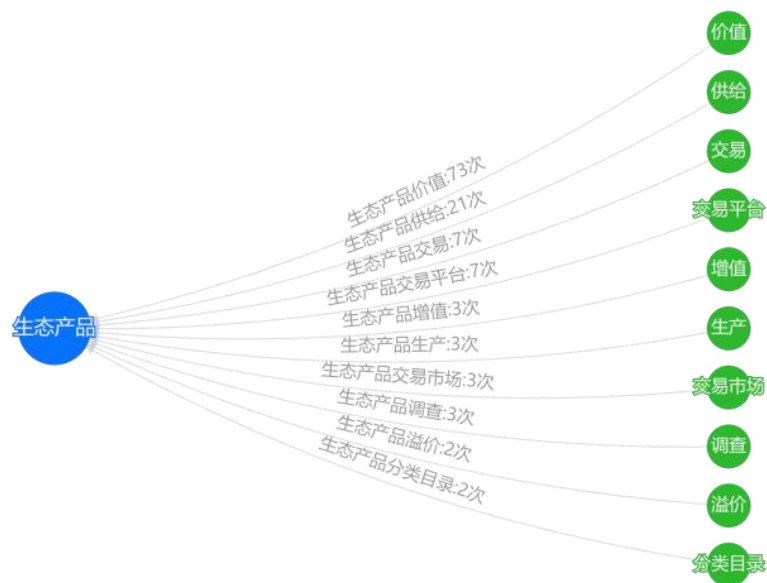 价值
供给
交易
交易平台
增值
生产
交易市场
调查
溢价
分类目录
生态产品价值:73次
生态产品供给:21次
生态产品交易:7次
生态产品交易平台:7次
生态产品增值:3次
生态产品生产:3次
生态产品交易市场:3次
生态产品调查:3次
生态产品溢价:2次
生态产品分类目录:2次
生态产品